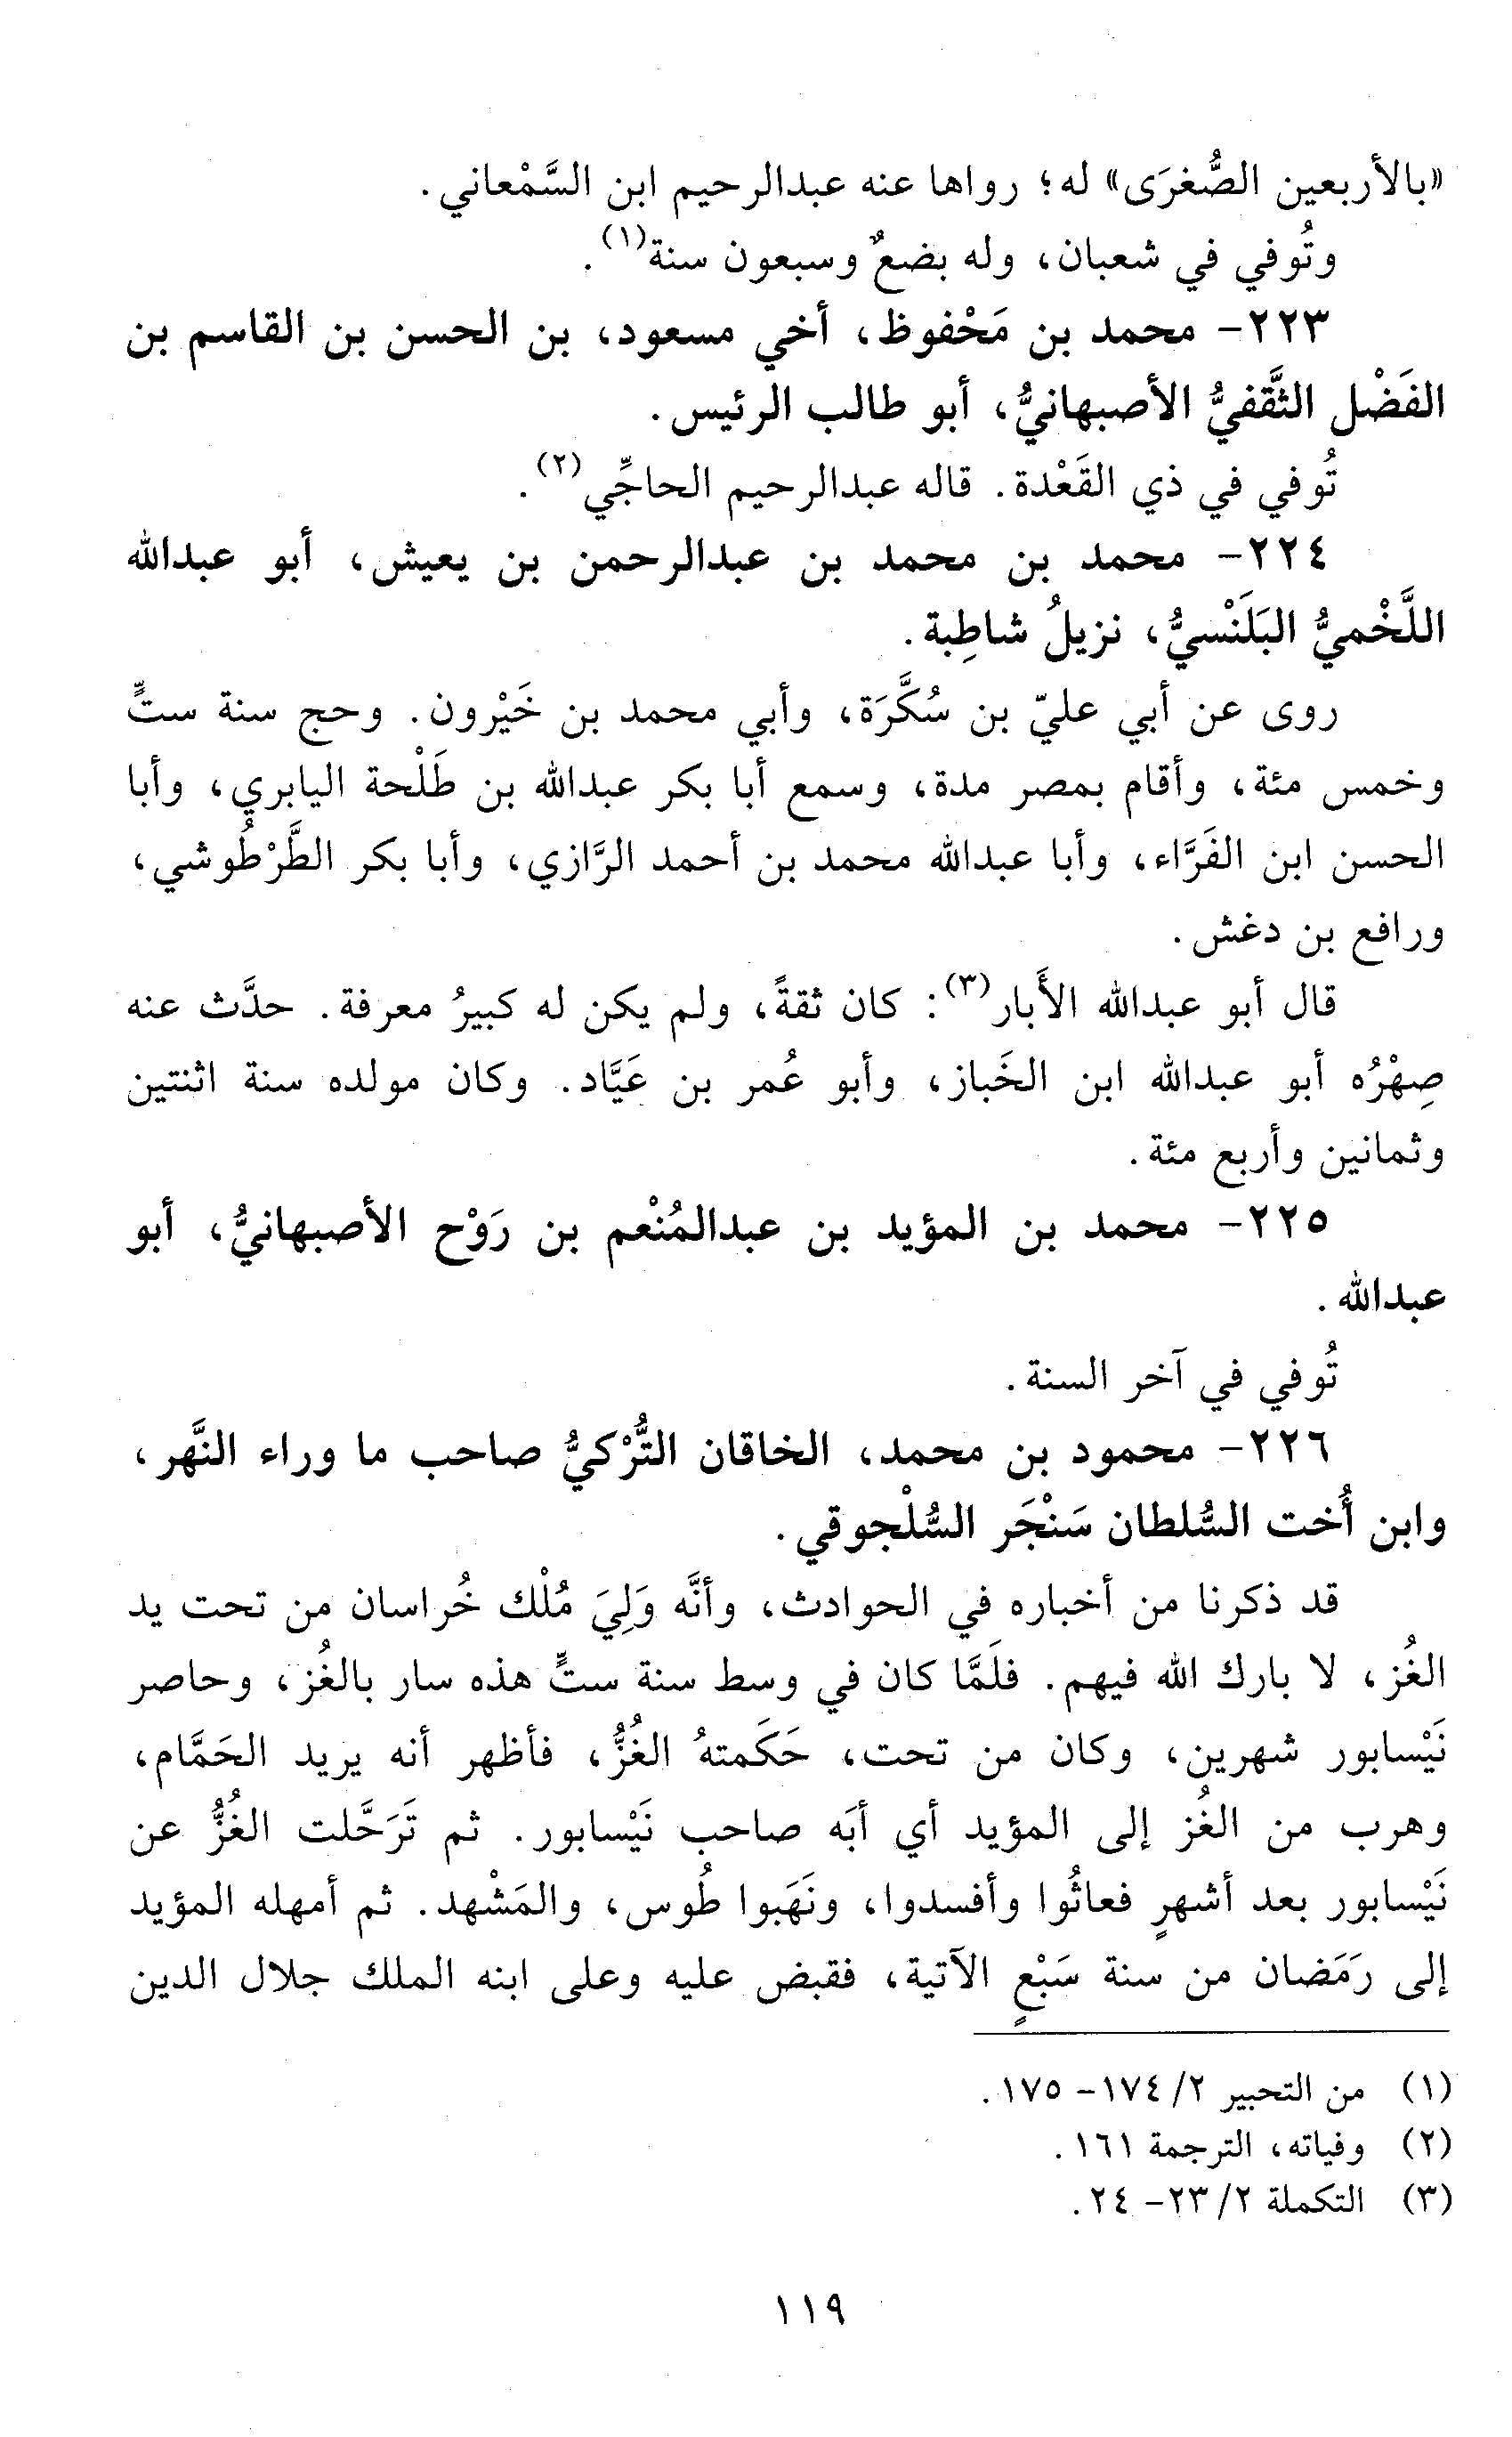 «بالأربعين الصُّغرَى» له؛ رواها عنه عبدالرحيم ابن السَّمْعاني.
وتُوفي في شعبان، وله بضعٌ وسبعون سنة(١).
٢٢٣- محمد بن مَحْفوظ، أخي مسعود، بن الحسن بن القاسم بن
الفَضْل الثَّقفيُّ الأصبهانيُّ، أبو طالب الرئيس.
تُوفي في ذي القَعْدة. قاله عبدالرحيم الحاجِّي(٢).
٢٢٤- محمد بن محمد بن عبدالرحمن بن يعيش، أبو عبدالله
اللَّخْميُّ البَلَنْسيُّ، نزيلُ شاطِبة.
روى عن أبي عليّ بن سُكَّرَة، وأبي محمد بن خَيْرون. وحج سنة ستٍّ
وخمس مئة، وأقام بمصر مدة، وسمع أبا بكر عبدالله بن طَلْحة اليابري، وأبا
الحسن ابن الفَرَّاء، وأبا عبدالله محمد بن أحمد الرَّازي، وأبا بكر الطَّرْطُوشي،
ورافع بن دغش.
قال أبو عبدالله الأَبار(٣): كان ثقةً، ولم يكن له كبيرُ معرفة. حدَّث عنه
صِهْرُه أبو عبدالله ابن الخَباز، وأبو عُمر بن عَيَّاد. وكان مولده سنة اثنتين
وثمانين وأربع مئة.
٢٢٥- محمد بن المؤيد بن عبدالمُنْعم بن رَوْح الأصبهانيُّ، أبو
عبدالله.
تُوفي في آخر السنة.
٢٢٦- محمود بن محمد، الخاقان التُّرْكيُّ صاحب ما وراء النَّهر،
وابن أُخت السُّلطان سَنْجَر السُّلْجوقي.
قد ذكرنا من أخباره في الحوادث، وأنَّه وَلِيَ مُلْك خُراسان من تحت يد
الغُز، لا بارك الله فيهم. فلَمَّا كان في وسط سنة ستٍّ هذه سار بالغُز، وحاصر
نَيْسابور شهرين، وكان من تحت، حَكَمتهُ الغُزُّ، فأظهر أنه يريد الحَمَّام،
وهرب من الغُز إلى المؤيد أي أبَه صاحب نَيْسابور. ثم تَرَحَّلت الغُزُّ عن
نَيْسابور بعد أشهرٍ فعاثُوا وأفسدوا، ونَهَبوا طُوس، والمَشْهد. ثم أمهله المؤيد
إلى رَمَضان من سنة سَبْعٍ الآتية، فقبض عليه وعلى ابنه الملك جلال الدين
(١) من التحبير ٢/ ١٧٤- ١٧٥.
(٢) وفياته، الترجمة ١٦١.
(٣) التكملة ٢/ ٢٣- ٢٤.
١١٩